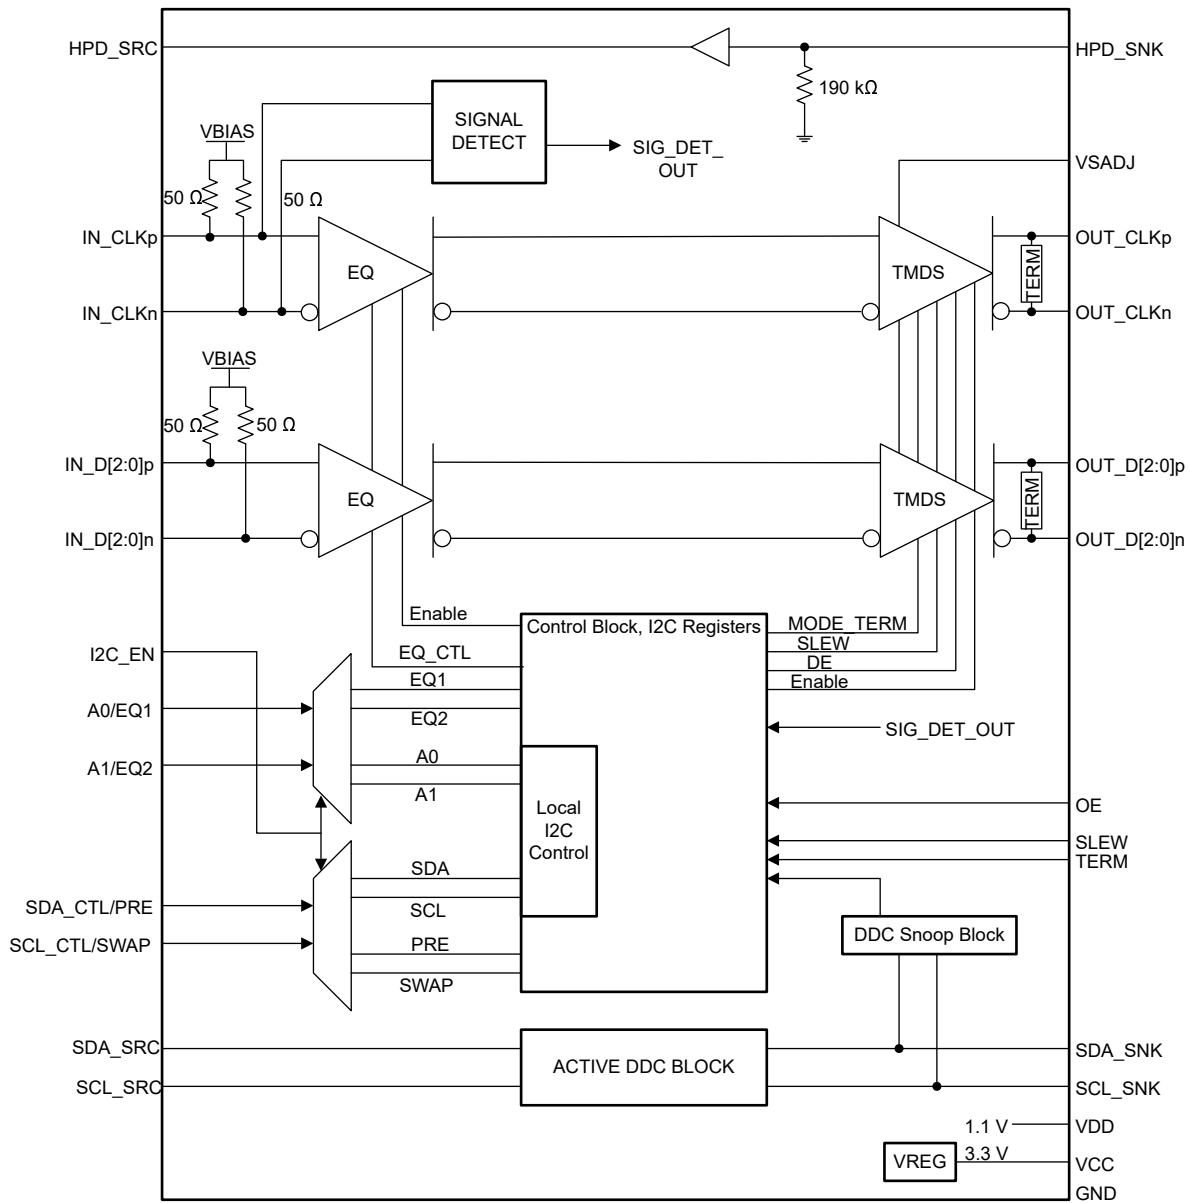 HPD_SRC
HPD_SNK
190 kΩ
SIGNAL
DETECT
SIG_DET_
OUT
VBIAS
VSADJ
50 Ω
50 Ω
IN_CLKp
OUT_CLKp
EQ
TMDS
TERM
IN_CLKn
OUT_CLKn
VBIAS
50 Ω
50 Ω
IN_D[2:0]p
OUT_D[2:0]p
EQ
TMDS
TERM
IN_D[2:0]n
OUT_D[2:0]n
Enable
Control Block, I2C Registers
MODE_TERM
SLEW
I2C_EN
EQ_CTL
DE
EQ1
Enable
A0/EQ1
EQ2
SIG_DET_OUT
A0
A1/EQ2
A1
Local
I2C
Control
OE
SLEW
TERM
SDA
SDA_CTL/PRE
SCL
DDC Snoop Block
SCL_CTL/SWAP
PRE
SWAP
SDA_SRC
SDA_SNK
ACTIVE DDC BLOCK
SCL_SRC
SCL_SNK
1.1 V
VDD
VREG
3.3 V
VCC
GND